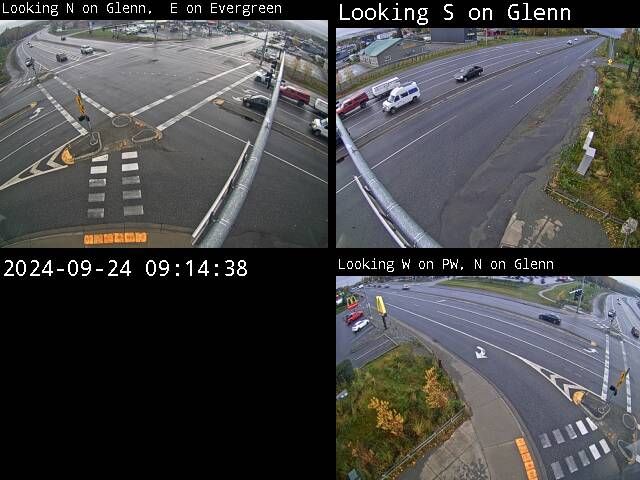 Looking N on Glenn,  E on Evergreen
Looking S on Glenn
2024-09-24 09:14:38
Looking W on PW, N on Glenn